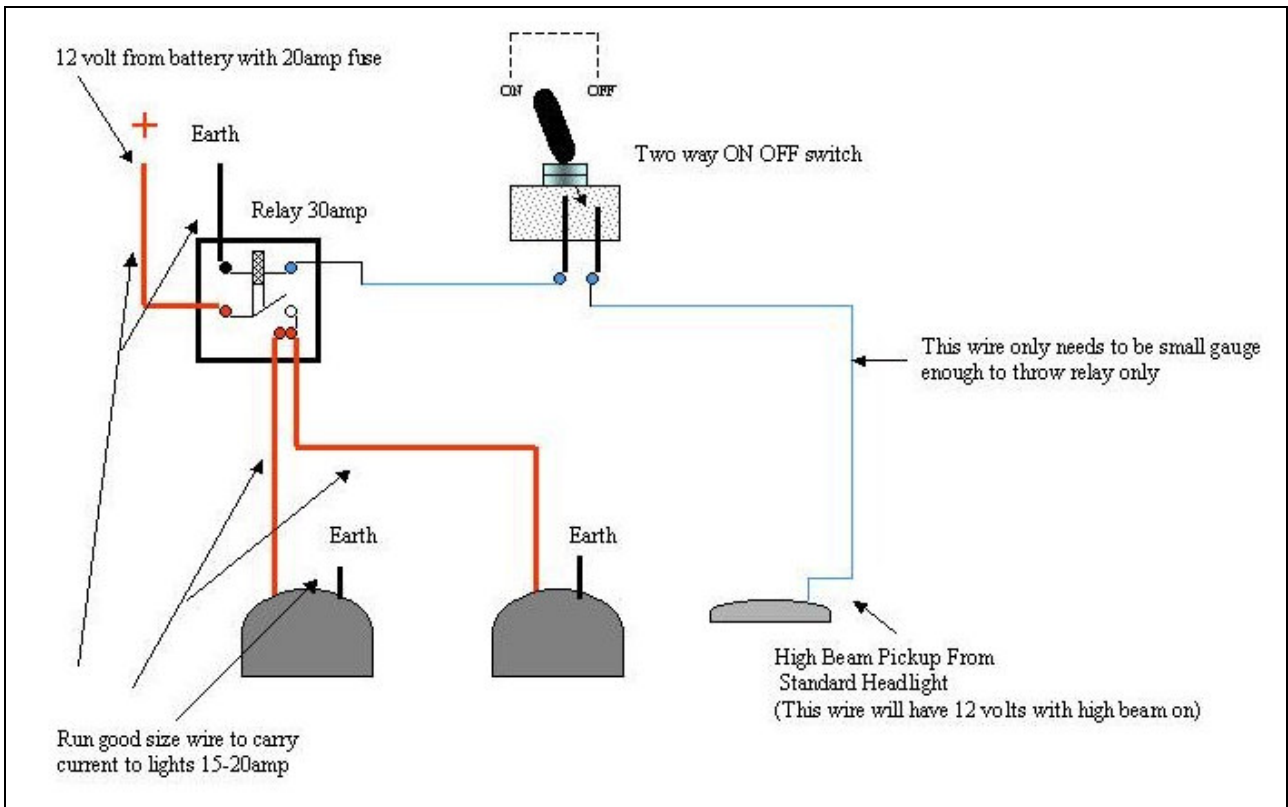 12 volt from battery with 20amp fuse
ON
OFF
+
Earth
Two way ON OFF switch
Relay 30amp
This wire only needs to be small gauge
enough to throw relay only
Earth
Earth
High Beam Pickup From
Standard Headlight
(This wire will have 12 volts with high beam on)
Run good size wire to carry
current to lights 15-20amp